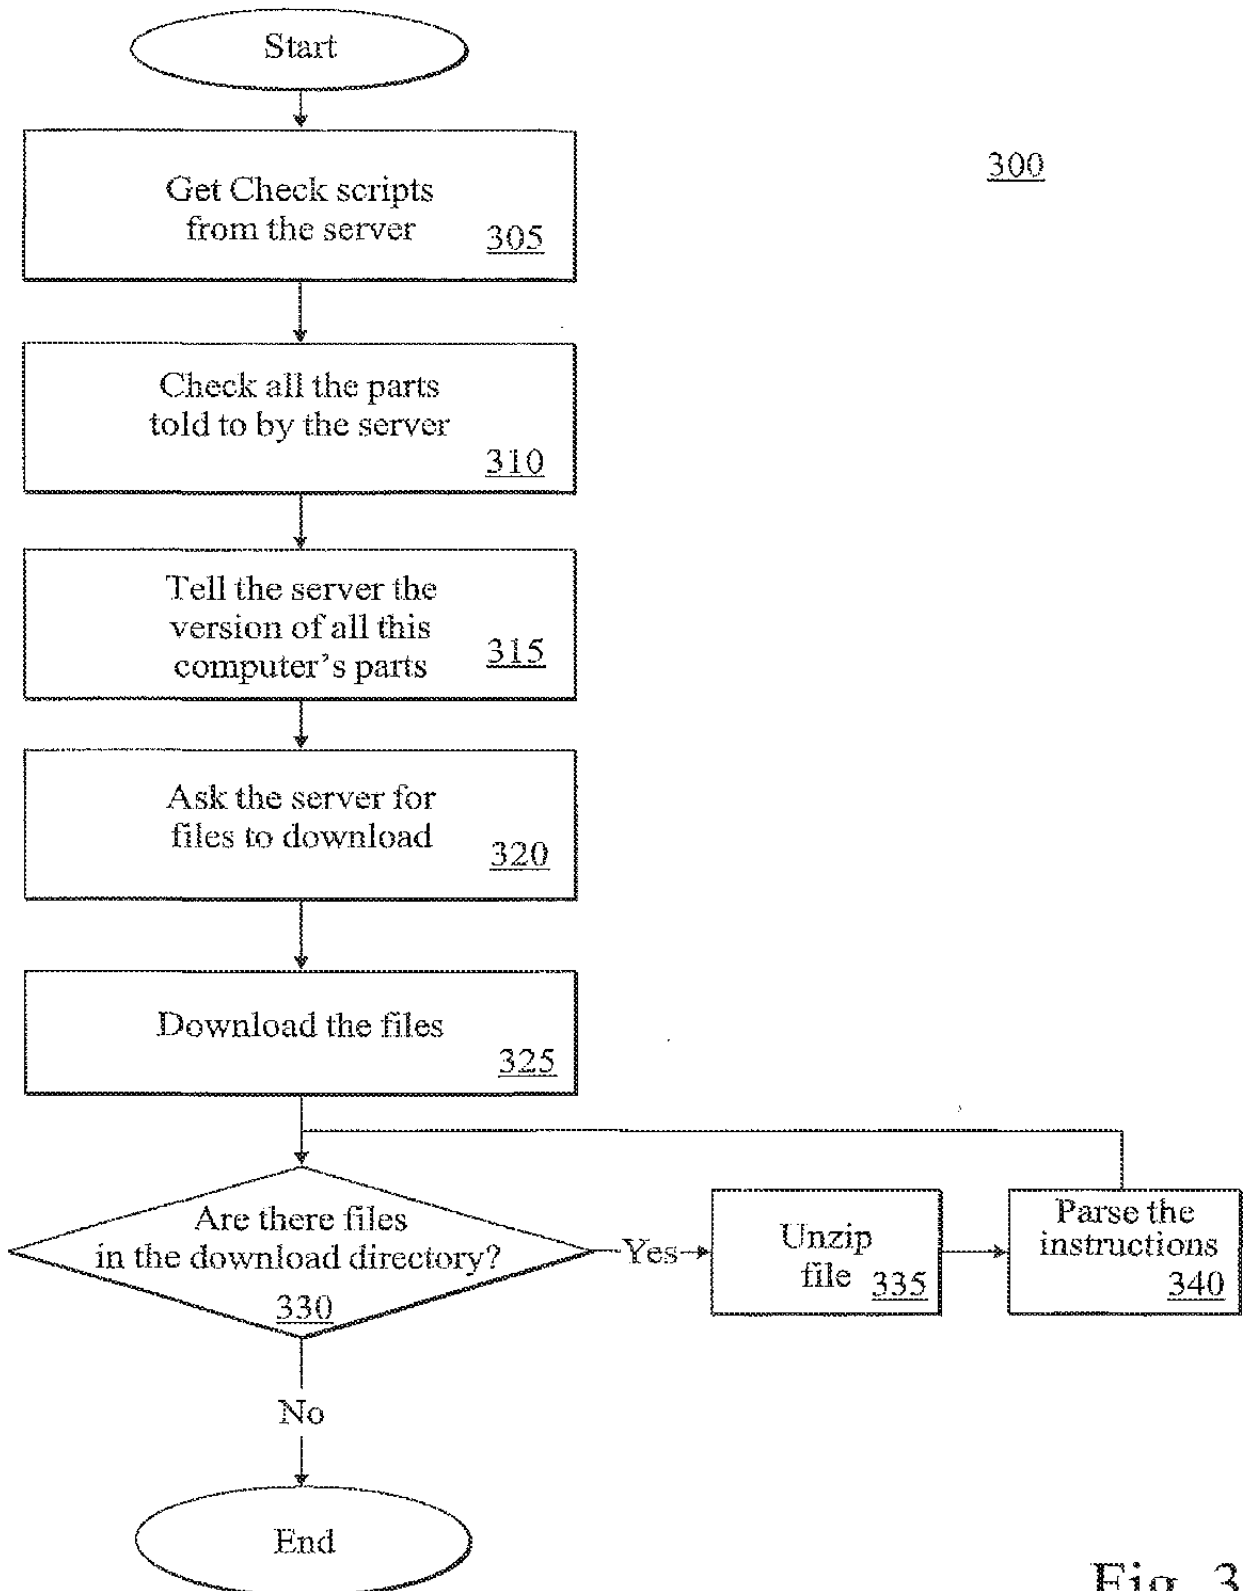 Start
300
Get Check scripts
from the server
305
Check all the parts
told to by the server
310
Tell the server the
version of all this
computer's parts
315
Ask the server for
files to download
320
Download the files
325
Are there files
in the download directory?
330
Yes
Unzip
file 335
Parse the
instructions
340
No
End
Fig. 3